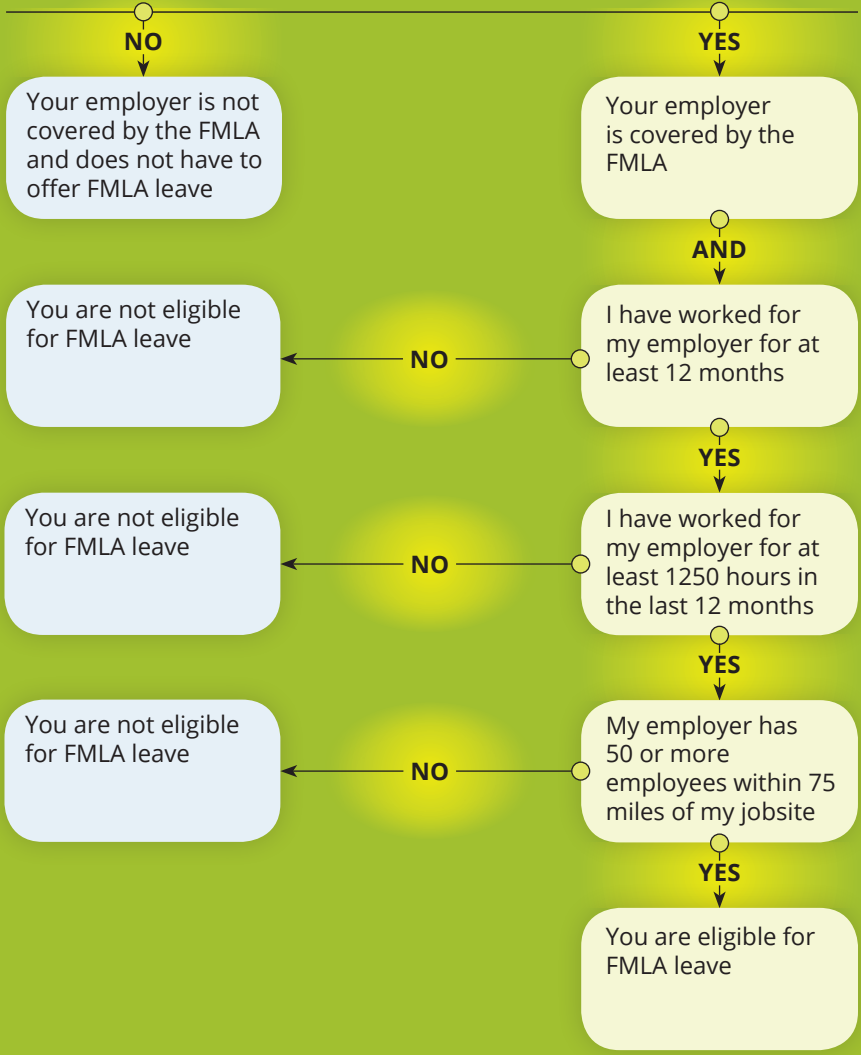 NO
YES
Your employer is not
covered by the FMLA
and does not have to
offer FMLA leave
Your employer
is covered by the
FMLA
AND
You are not eligible
for FMLA leave
NO
I have worked for
my employer for at
least 12 months
YES
You are not eligible
for FMLA leave
NO
I have worked for
my employer for at
least 1250 hours in
the last 12 months
YES
You are not eligible
for FMLA leave
NO
My employer has
50 or more
employees within 75
miles of my jobsite
YES
You are eligible for
FMLA leave